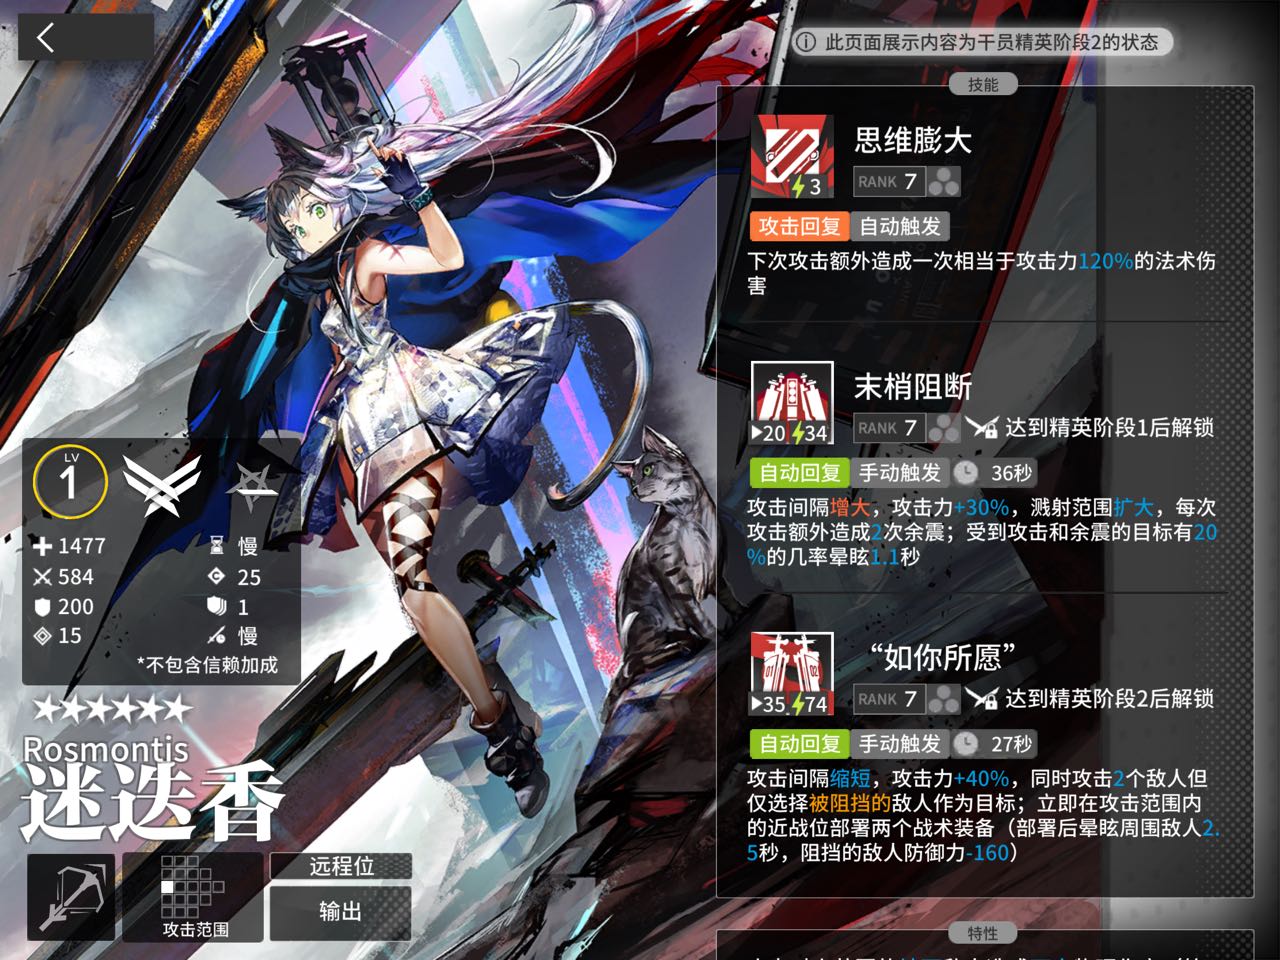 此页面展示内容为干员精英阶段2的状态
技能
思维膨大
3
RANK 7
攻击回复 自动触发
下次攻击额外造成一次相当于攻击力120%的法术伤
害
末梢阻断
20 34
RANK 7 达到精英阶段1后解锁
自动回复 手动触发 36秒
攻击间隔增大，攻击力+30%，溅射范围扩大，每次
攻击额外造成2次余震；受到攻击和余震的目标有20
%的几率晕眩1.1秒
“如你所愿”
35 74
RANK 7 达到精英阶段2后解锁
自动回复 手动触发 27秒
攻击间隔缩短，攻击力+40%，同时攻击2个敌人但
仅选择被阻挡的敌人作为目标；立即在攻击范围内
的近战位部署两个战术装备（部署后晕眩周围敌人2.
5秒，阻挡的敌人防御力-160）
特性
LV
1
1477 慢
584 25
200 1
15 慢
*不包含信赖加成
Rosmontis
迷迭香
远程位
攻击范围
输出